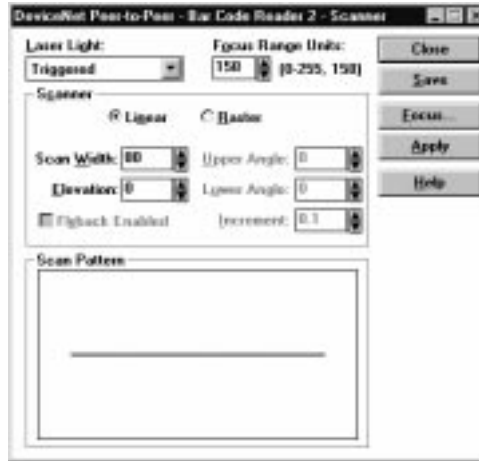 DeviceNet Peer-to-Peer - Bar Code Reader 2 - Scanner
Laser Light:
Triggered
Focus Range Units:
150 (0-255, 150)
Close
Save
Focus...
Apply
Help
Scanner
Linear Raster
Scan Width: 80 Upper Angle: 0
Elevation: 0 Lower Angle: 0
Flyback Enabled Increment: 0.1
Scan Pattern